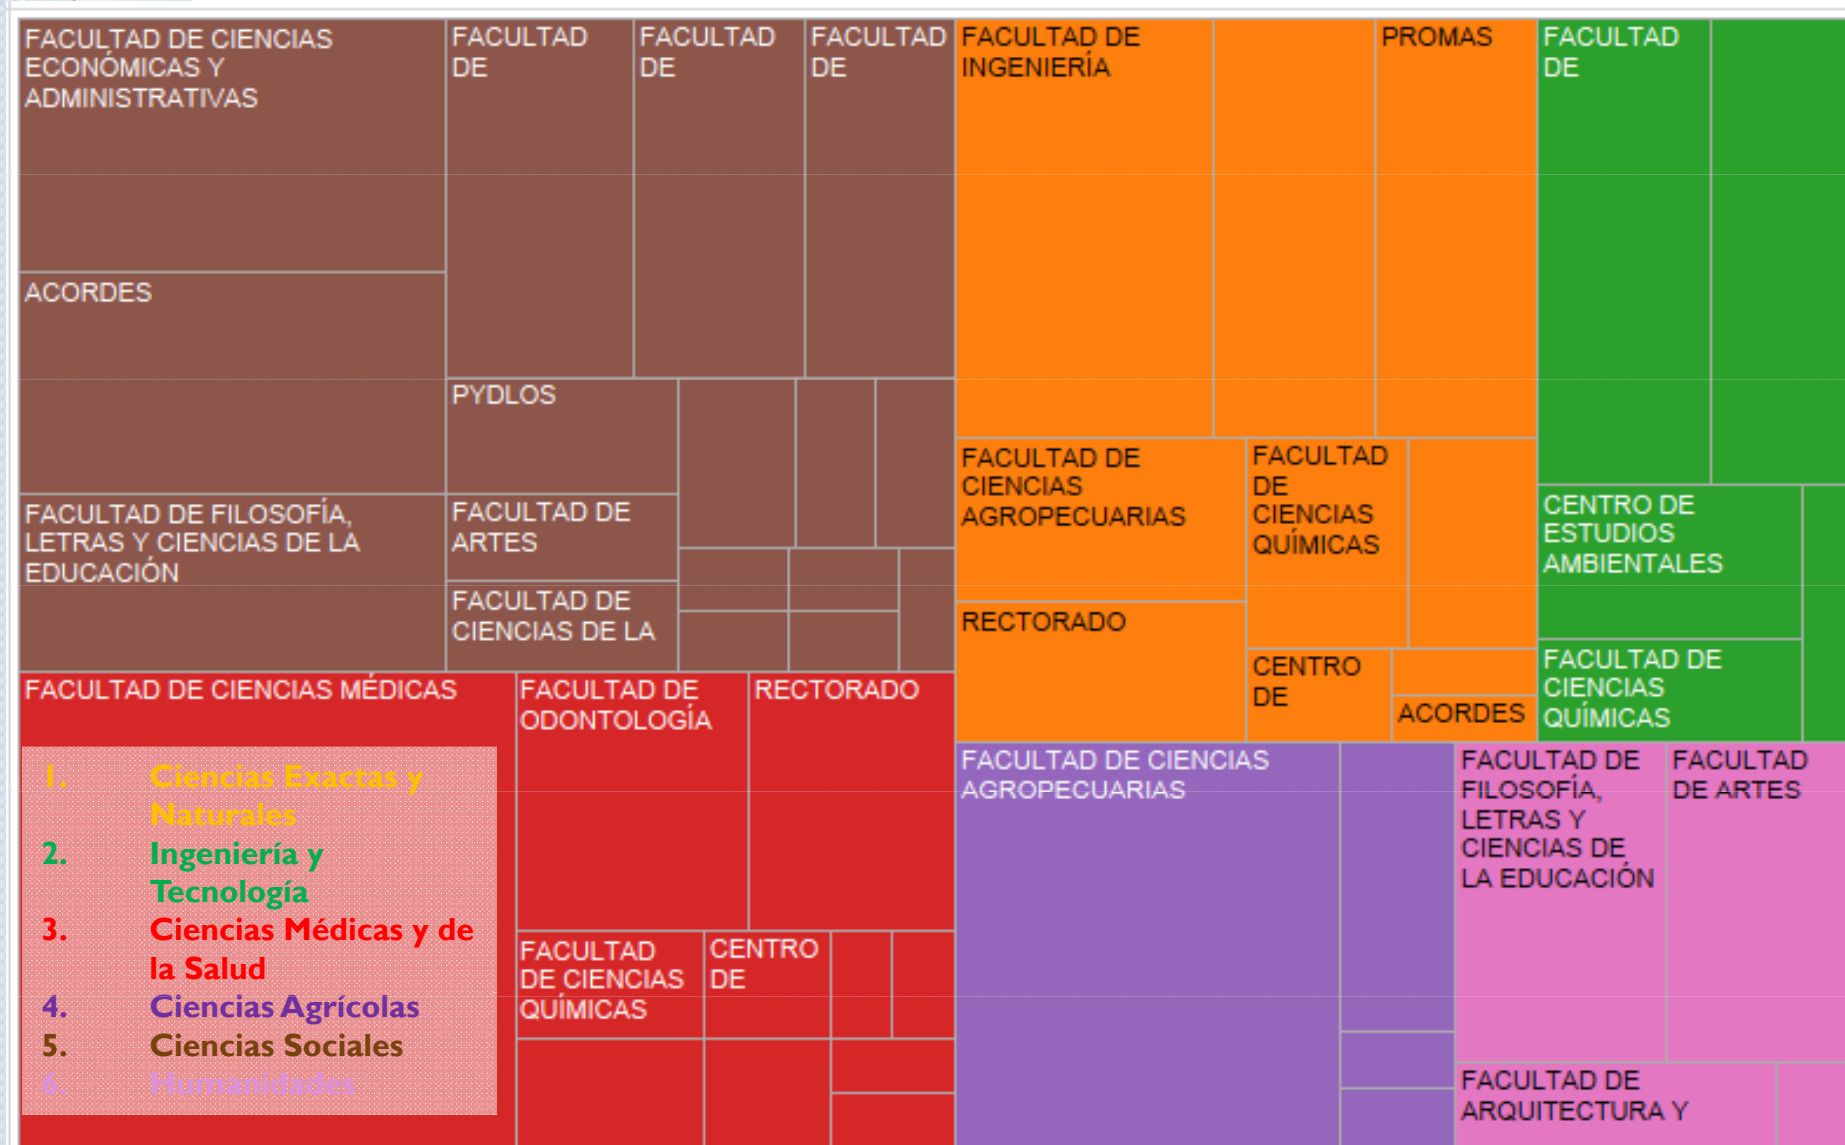 FACULTAD DE CIENCIAS
ECONÓMICAS Y
ADMINISTRATIVAS
FACULTAD
DE
FACULTAD
DE
FACULTAD
DE
ACORDES
PYDLOS
FACULTAD DE FILOSOFÍA,
LETRAS Y CIENCIAS DE LA
EDUCACIÓN
FACULTAD DE
ARTES
FACULTAD DE
CIENCIAS DE LA
FACULTAD DE
INGENIERÍA
PROMAS
FACULTAD DE
CIENCIAS
AGROPECUARIAS
FACULTAD
DE
CIENCIAS
QUÍMICAS
RECTORADO
CENTRO
DE
ACORDES
FACULTAD
DE
CENTRO DE
ESTUDIOS
AMBIENTALES
FACULTAD DE
CIENCIAS
QUÍMICAS
FACULTAD DE CIENCIAS MÉDICAS
FACULTAD DE
ODONTOLOGÍA
RECTORADO
FACULTAD
DE CIENCIAS
QUÍMICAS
CENTRO
DE
1. Ciencias Exactas y
Naturales
2. Ingeniería y
Tecnología
3. Ciencias Médicas y de
la Salud
4. Ciencias Agrícolas
5. Ciencias Sociales
6. Humanidades
FACULTAD DE CIENCIAS
AGROPECUARIAS
FACULTAD DE
FILOSOFÍA,
LETRAS Y
CIENCIAS DE
LA EDUCACIÓN
FACULTAD
DE ARTES
FACULTAD DE
ARQUITECTURA Y